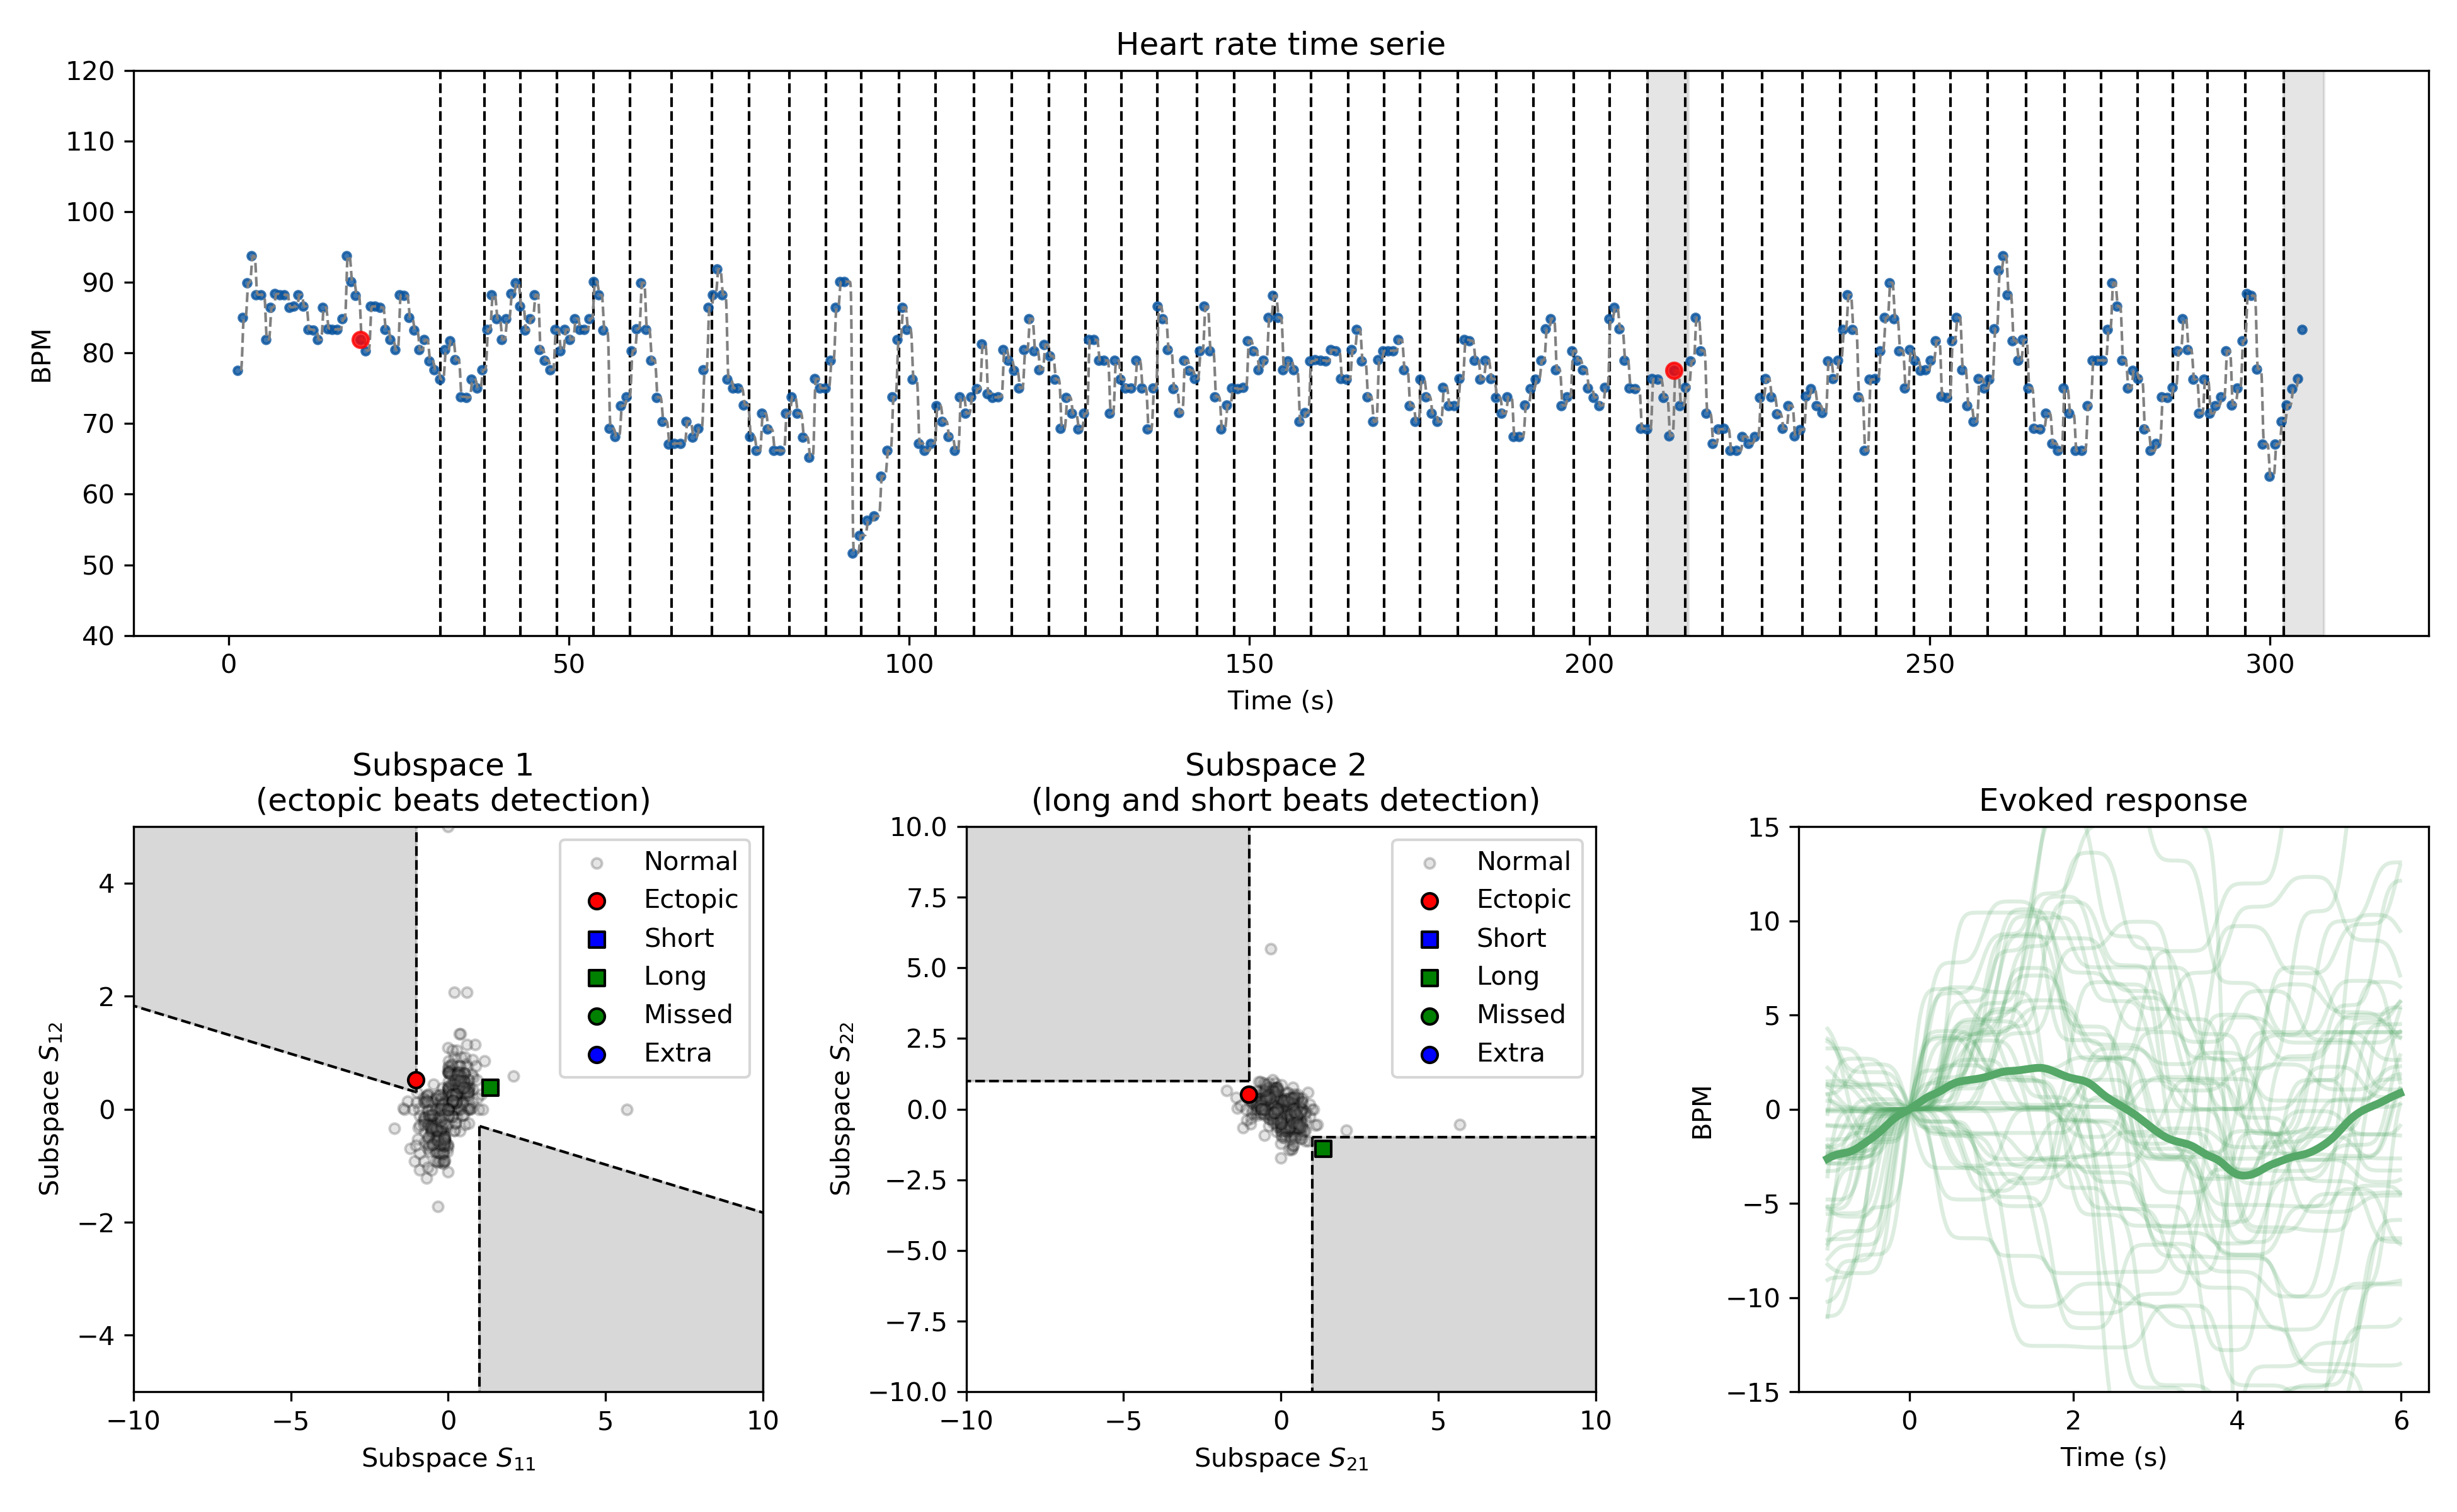 Heart rate time serie
120
110
100
90
80
70
60
50
40
BPM
0 50 100 150 200 250 300
Time (s)
Subspace 1
(ectopic beats detection)
4
2
0
−2
−4
Subspace S12
Normal
Ectopic
Short
Long
Missed
Extra
−10 −5 0 5 10
Subspace S11
Subspace 2
(long and short beats detection)
10.0
7.5
5.0
2.5
0.0
−2.5
−5.0
−7.5
−10.0
Subspace S22
Normal
Ectopic
Short
Long
Missed
Extra
−10 −5 0 5 10
Subspace S21
Evoked response
15
10
5
0
−5
−10
−15
BPM
0 2 4 6
Time (s)